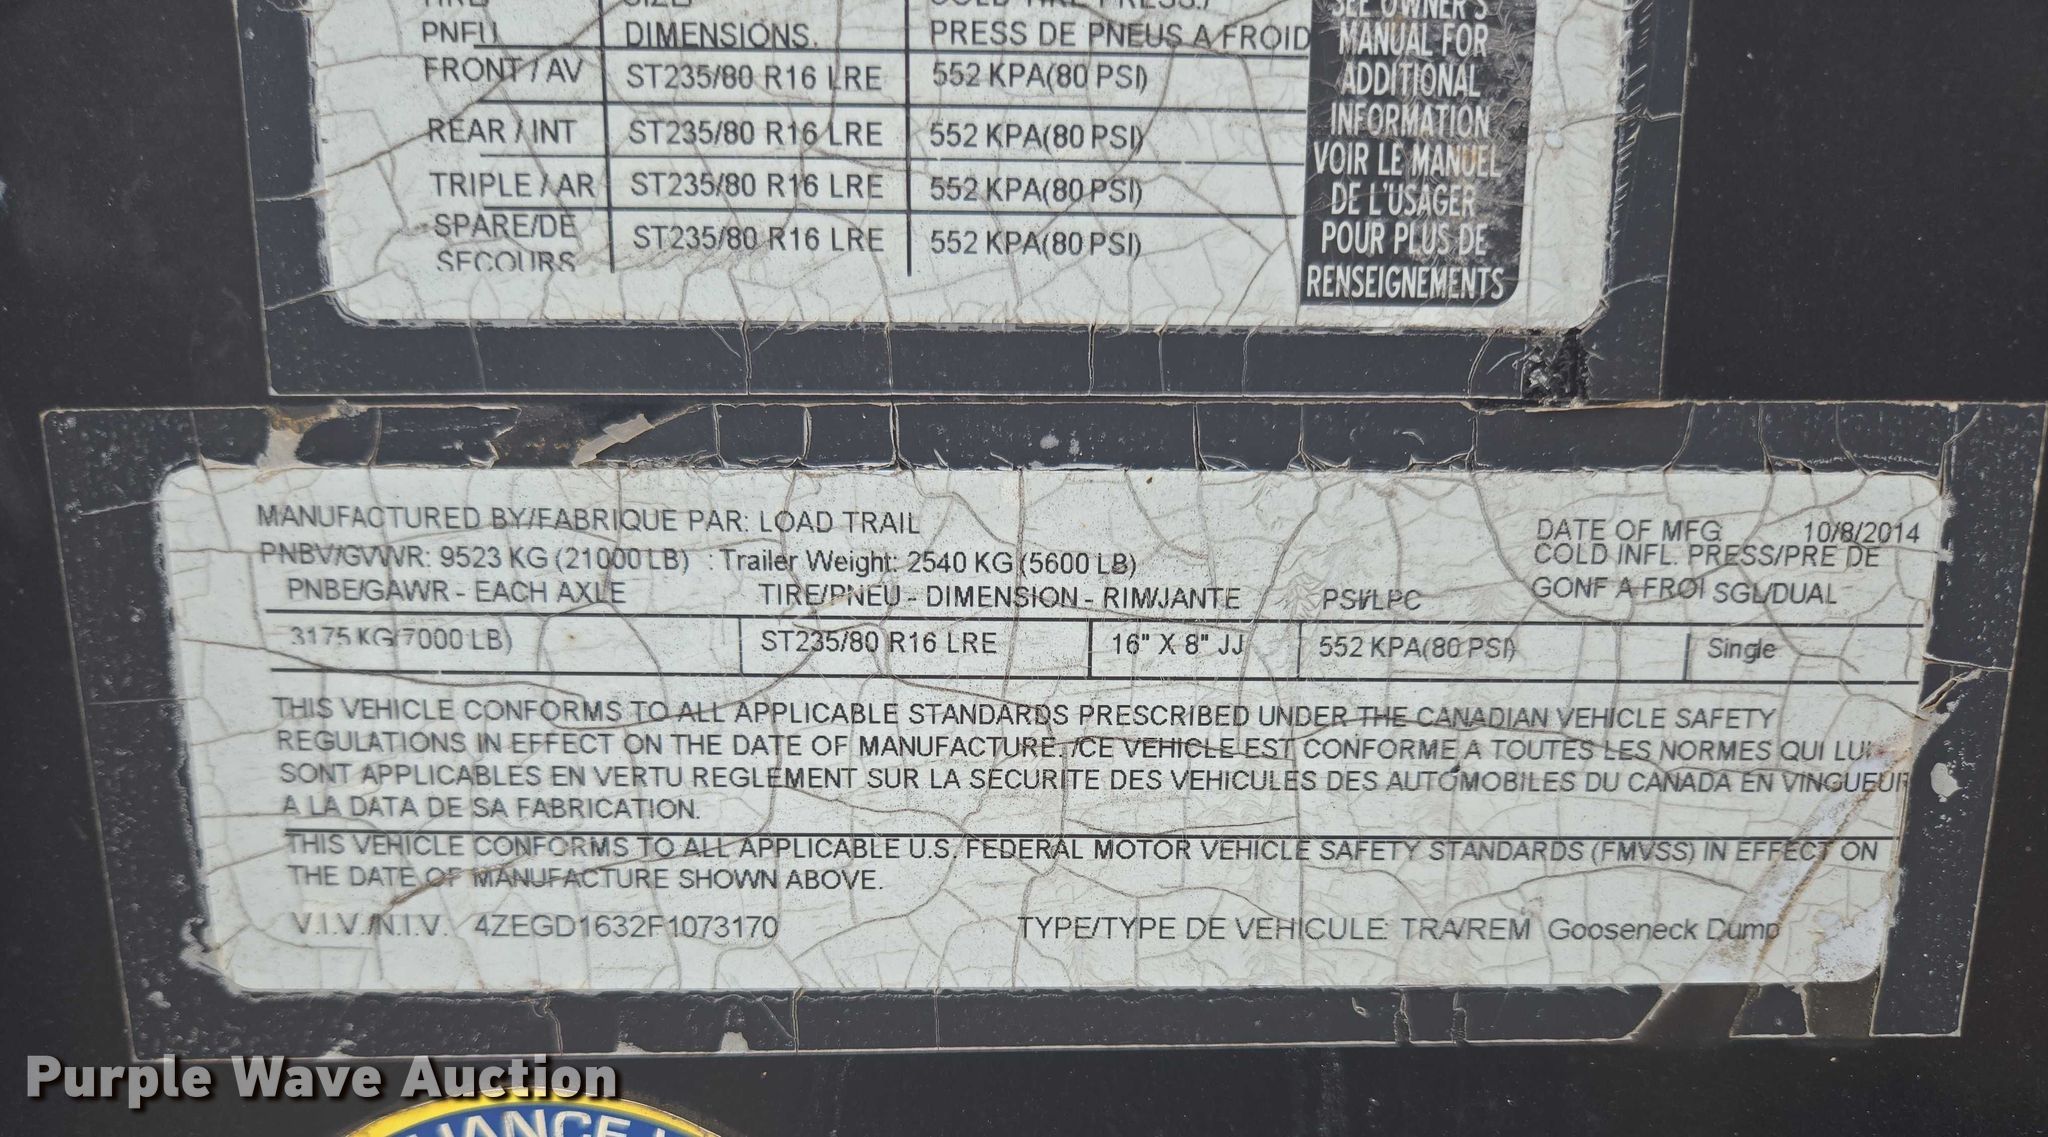 PNEU DIMENSIONS. PRESS DE PNEUS A FROID
FRONT / AV ST235/80 R16 LRE 552 KPA(80 PSI)
REAR / INT ST235/80 R16 LRE 552 KPA(80 PSI)
TRIPLE / AR ST235/80 R16 LRE 552 KPA(80 PSI)
SPARE/DE SECOURS ST235/80 R16 LRE 552 KPA(80 PSI)
SEE OWNER'S
MANUAL FOR
ADDITIONAL
INFORMATION
VOIR LE MANUEL
DE L'USAGER
POUR PLUS DE
RENSEIGNEMENTS
MANUFACTURED BY/FABRIQUE PAR: LOAD TRAIL DATE OF MFG 10/8/2014
PNBV/GVWR: 9523 KG (21000 LB) : Trailer Weight: 2540 KG (5600 LB) COLD INFL. PRESS/PRE DE
PNBE/GAWR - EACH AXLE TIRE/PNEU - DIMENSION - RIM/JANTE PSI/LPC GONF A FROI SGL/DUAL
3175 KG(7000 LB) ST235/80 R16 LRE 16" X 8" JJ 552 KPA(80 PSI) Single
THIS VEHICLE CONFORMS TO ALL APPLICABLE STANDARDS PRESCRIBED UNDER THE CANADIAN VEHICLE SAFETY
REGULATIONS IN EFFECT ON THE DATE OF MANUFACTURE. /CE VEHICLE EST CONFORME A TOUTES LES NORMES QUI LUI
SONT APPLICABLES EN VERTU REGLEMENT SUR LA SECURITE DES VEHICULES DES AUTOMOBILES DU CANADA EN VINGUEUR
A LA DATA DE SA FABRICATION.
THIS VEHICLE CONFORMS TO ALL APPLICABLE U.S. FEDERAL MOTOR VEHICLE SAFETY STANDARDS (FMVSS) IN EFFECT ON
THE DATE OF MANUFACTURE SHOWN ABOVE.
V.I.V./N.I.V. 4ZEGD1632F1073170 TYPE/TYPE DE VEHICULE: TRA/REM Gooseneck Dump
Purple Wave Auction